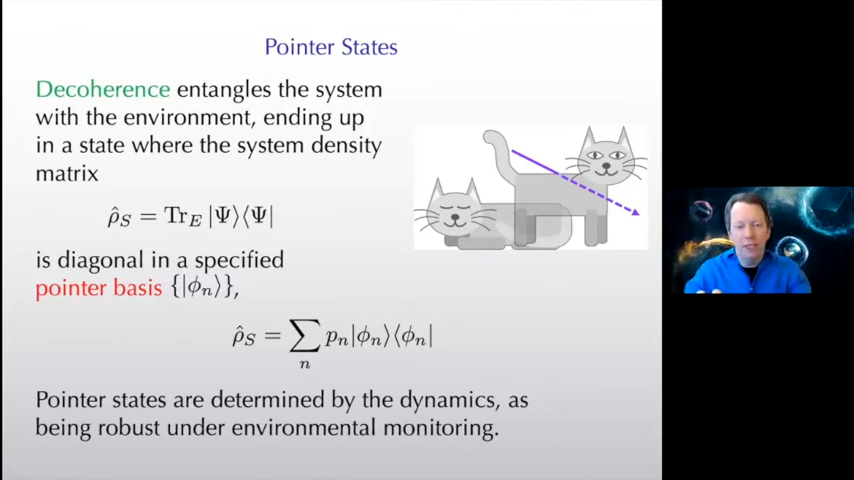 Pointer States
Decoherence entangles the system
with the environment, ending up
in a state where the system density
matrix
ρ̂_S = Tr_E |Ψ⟩⟨Ψ|
is diagonal in a specified
pointer basis {|ϕ_n⟩},
ρ̂_S = ∑_n p_n|ϕ_n⟩⟨ϕ_n|
Pointer states are determined by the dynamics, as
being robust under environmental monitoring.